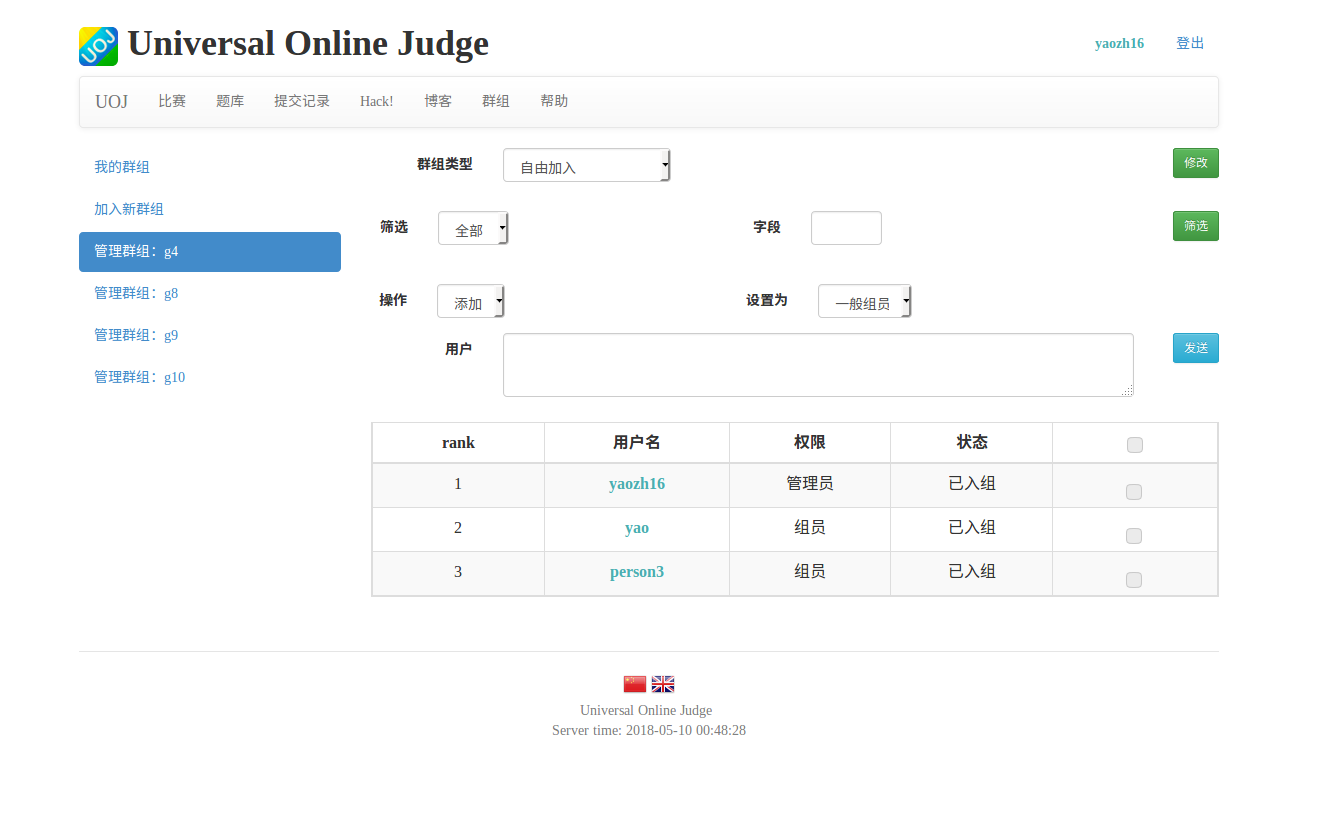 UOJ Universal Online Judge
yaozh16 登出
UOJ 比赛 题库 提交记录 Hack! 博客 群组 帮助
我的群组
加入新群组
管理群组：g4
管理群组：g8
管理群组：g9
管理群组：g10
群组类型 自由加入 修改
筛选 全部 字段 筛选
操作 添加 设置为 一般组员
用户 发送
rank 用户名 权限 状态
1 yaozh16 管理员 已入组
2 yao 组员 已入组
3 person3 组员 已入组
Universal Online Judge
Server time: 2018-05-10 00:48:28